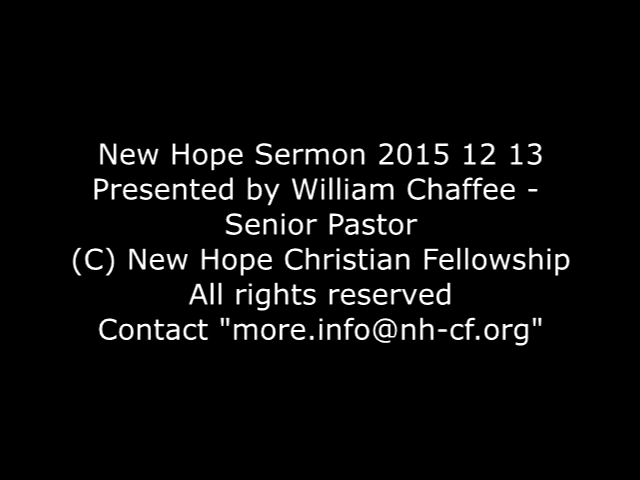 New Hope Sermon 2015 12 13
Presented by William Chaffee -
Senior Pastor
(C) New Hope Christian Fellowship
All rights reserved
Contact "more.info@nh-cf.org"